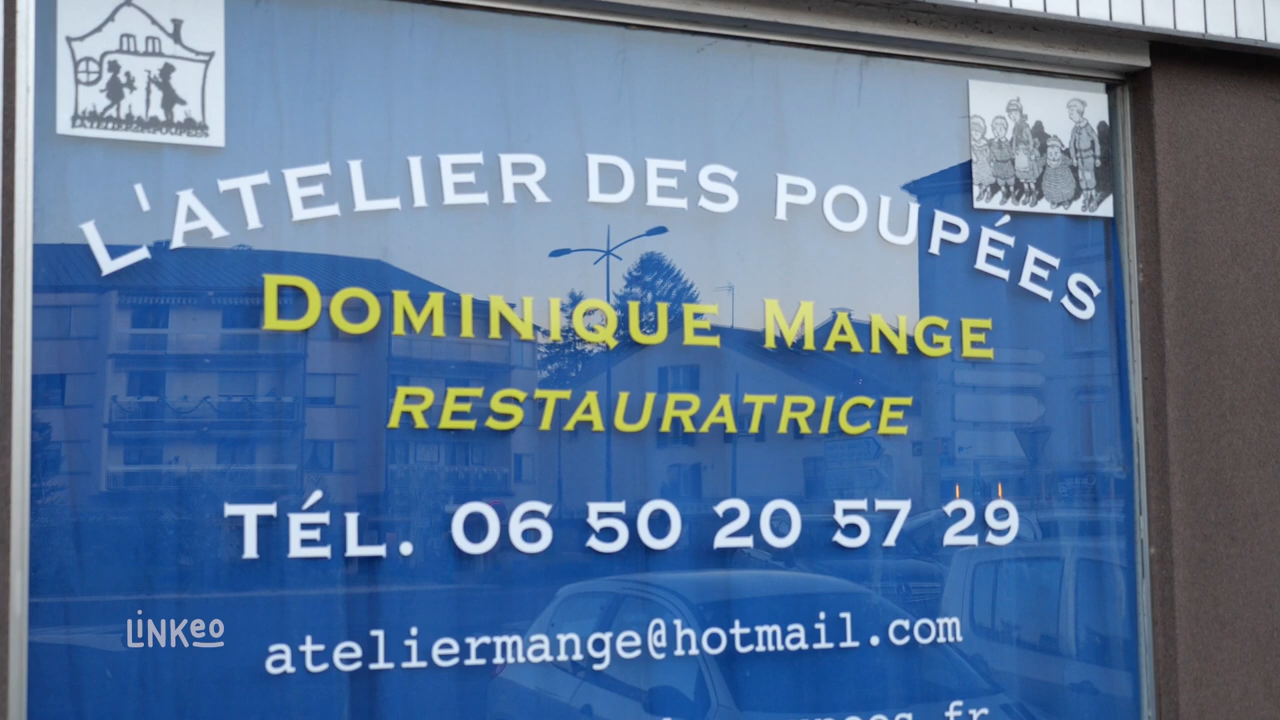 L'ATELIER DES POUPÉES
DOMINIQUE MANGE
RESTAURATRICE
TÉL. 06 50 20 57 29
LINKEO
ateliermange@hotmail.com